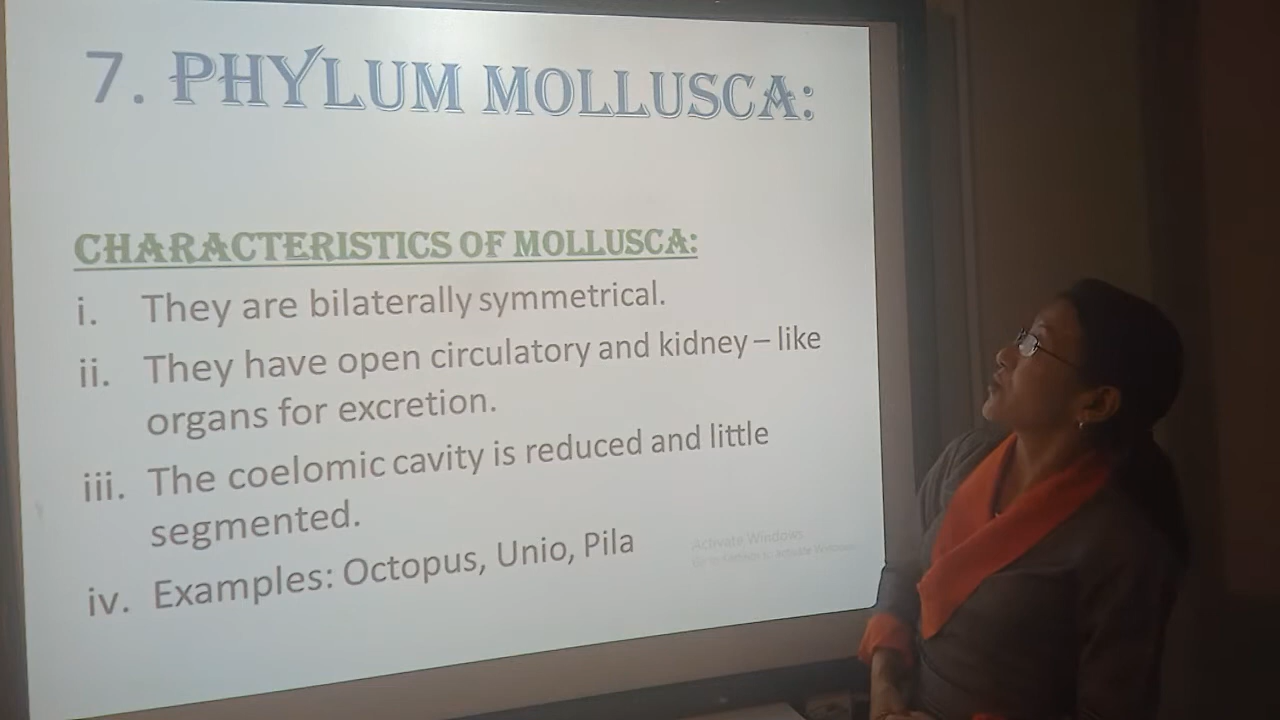 7. PHYLUM MOLLUSCA:
CHARACTERISTICS OF MOLLUSCA:
i. They are bilaterally symmetrical.
ii. They have open circulatory and kidney – like
organs for excretion.
iii. The coelomic cavity is reduced and little
segmented.
iv. Examples: Octopus, Unio, Pila
Activate Windows